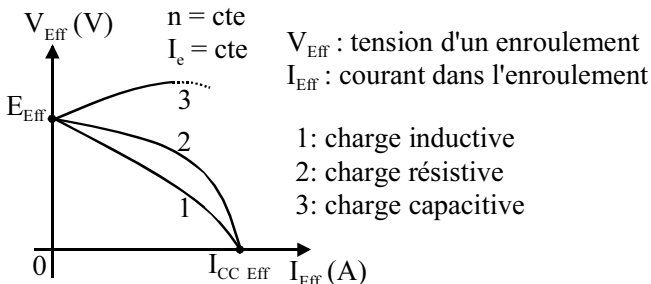 V_Eff (V)
n = cte
I_e = cte
V_Eff : tension d'un enroulement
I_Eff : courant dans l'enroulement
E_Eff
3
2
1
1: charge inductive
2: charge résistive
3: charge capacitive
0
I_CC Eff
I_Eff (A)